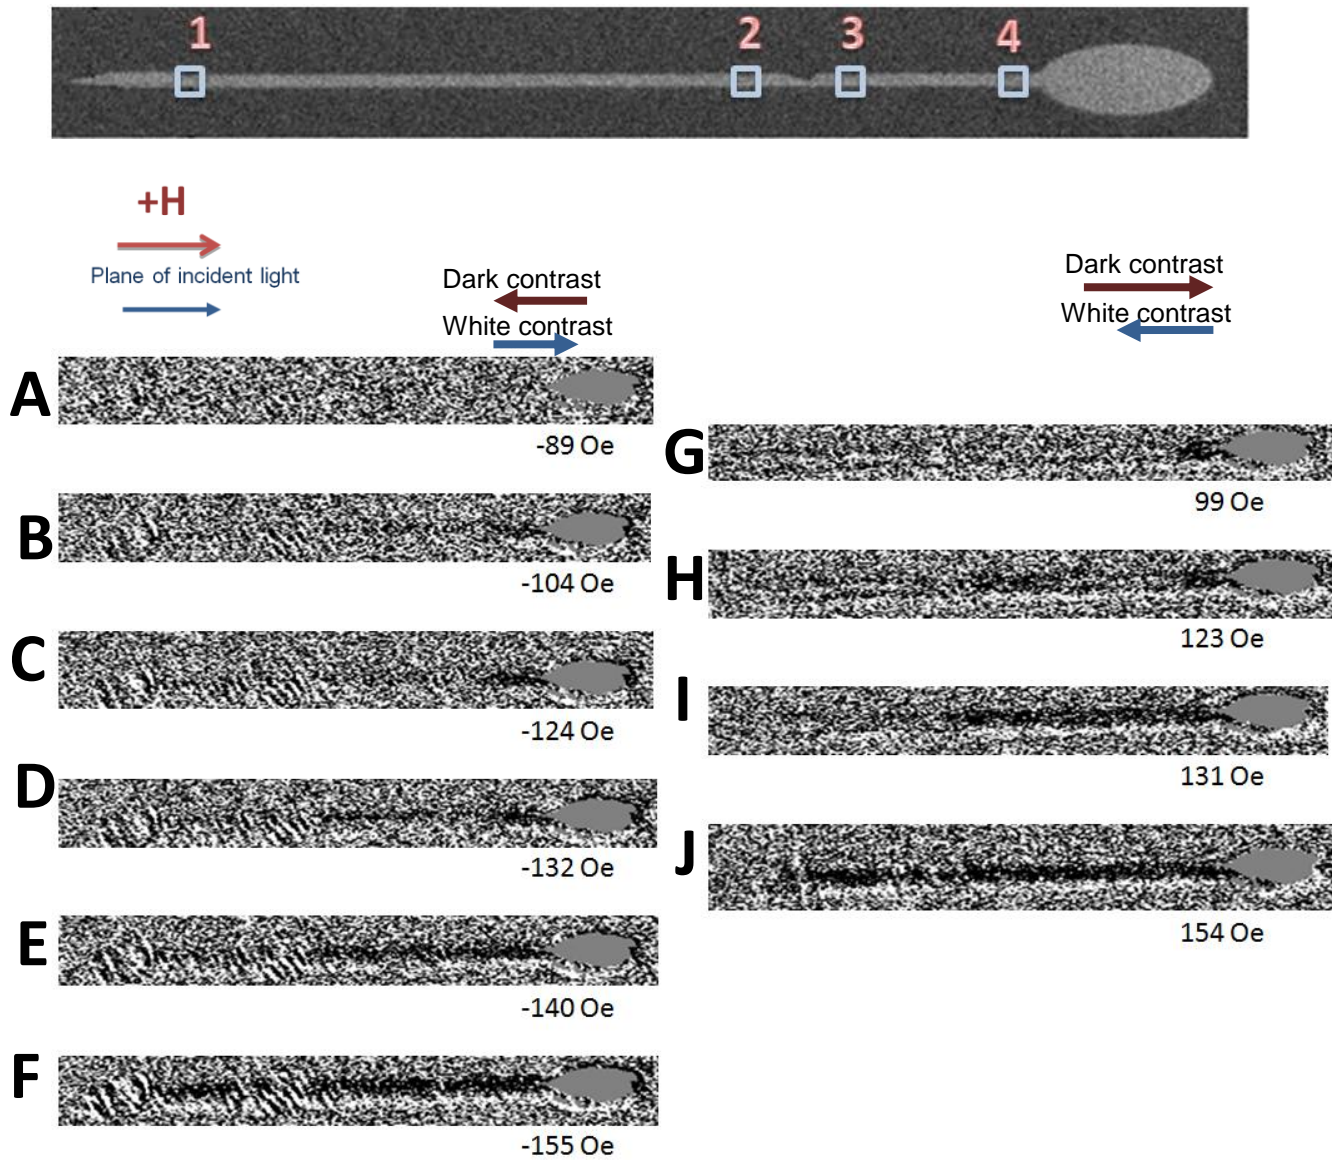 1 2 3 4
+H
Plane of incident light
Dark contrast
White contrast
Dark contrast
White contrast
A
-89 Oe
B
-104 Oe
C
-124 Oe
D
-132 Oe
E
-140 Oe
F
-155 Oe
G
99 Oe
H
123 Oe
I
131 Oe
J
154 Oe